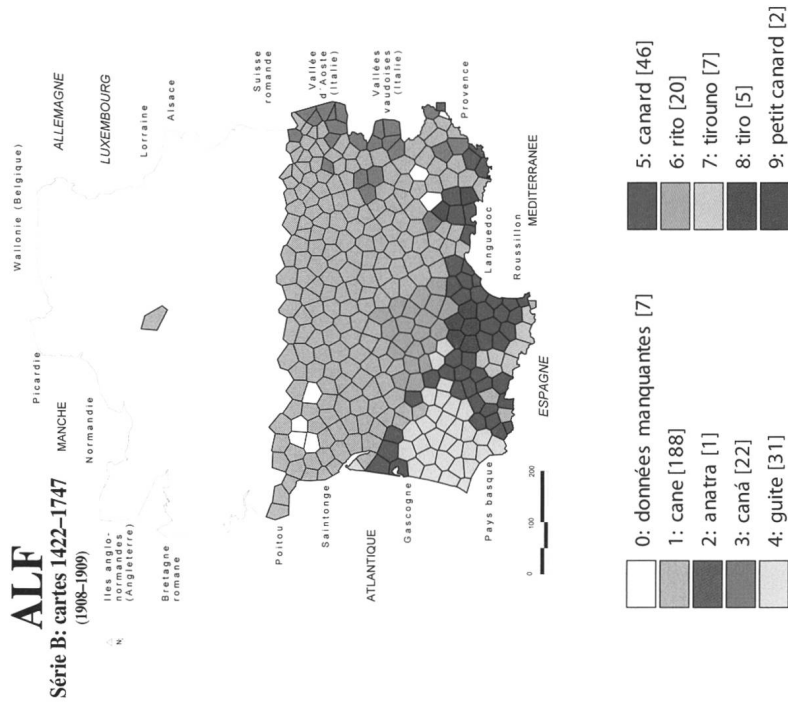 ALF
Série B: cartes 1422–1747
(1908–1909)
N
Iles anglo-
normandes
(Angleterre)
Bretagne
romane
MANCHE
Normandie
Picardie
Wallonie (Belgique)
ALLEMAGNE
LUXEMBOURG
Lorraine
Alsace
Suisse
romande
Vallée
d'Aoste
(Italie)
Vallées
vaudoises
(Italie)
Provence
Poitou
Saintonge
ATLANTIQUE
Gascogne
Pays basque
ESPAGNE
Languedoc
Roussillon
MEDITERRANEE
0 100 200
0: données manquantes [7]
1: cane [188]
2: anatra [1]
3: caná [22]
4: guite [31]
5: canard [46]
6: rito [20]
7: tirouno [7]
8: tiro [5]
9: petit canard [2]